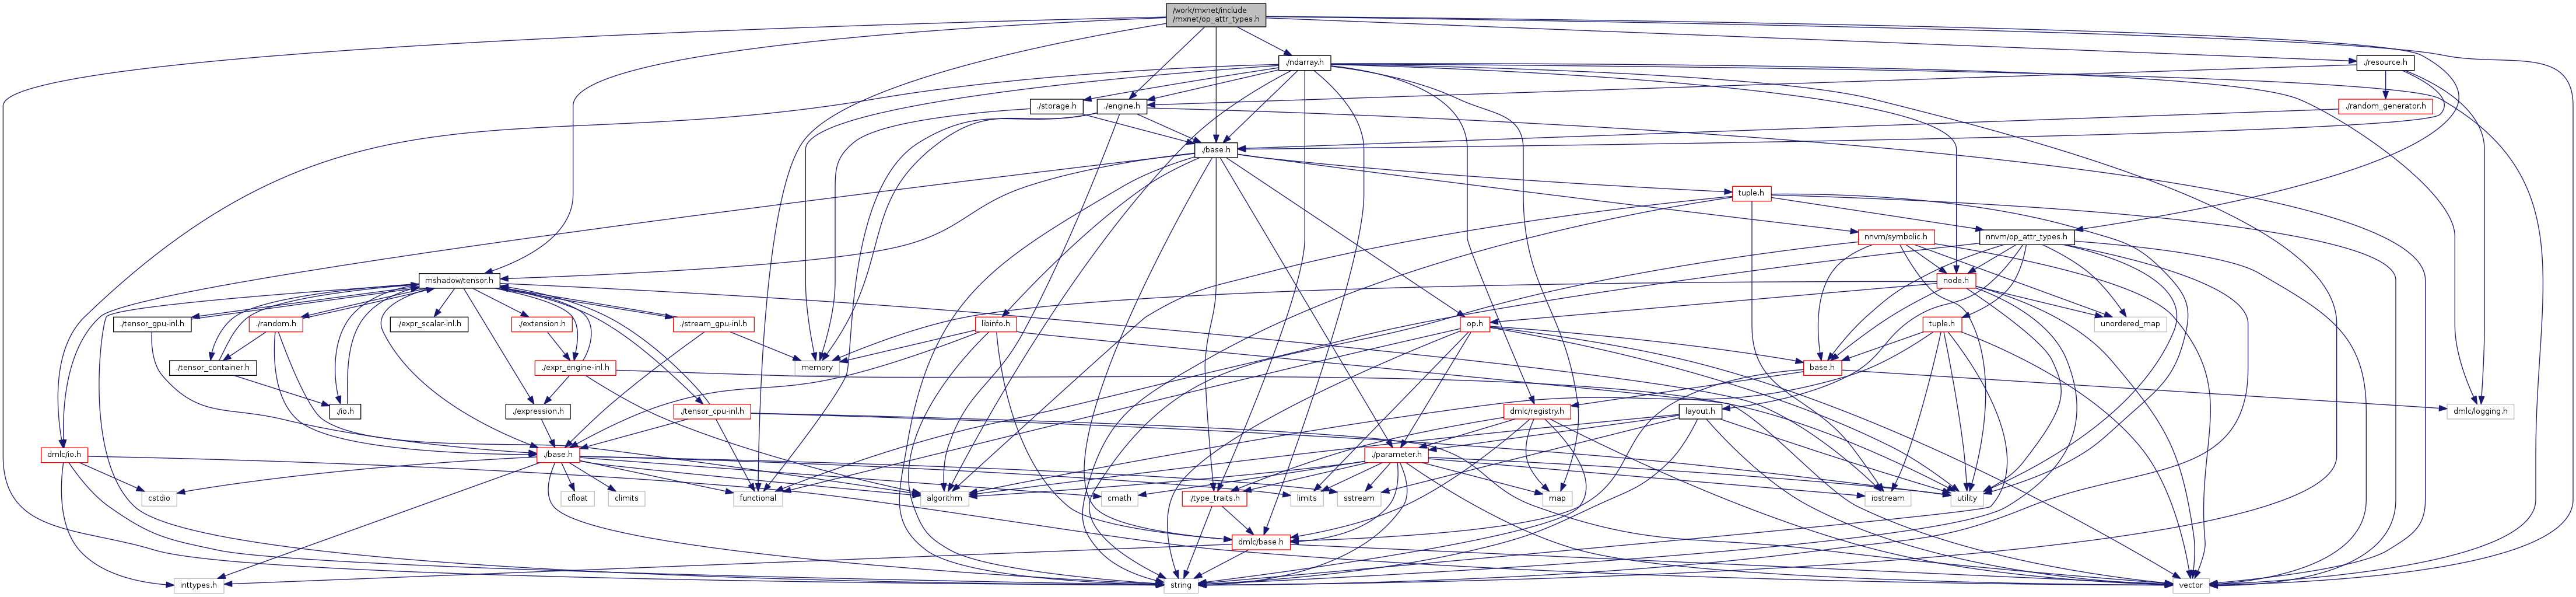 /work/mxnet/include
/mxnet/op_attr_types.h
./ndarray.h
./resource.h
./storage.h
./engine.h
./random_generator.h
./base.h
tuple.h
nnvm/symbolic.h
nnvm/op_attr_types.h
mshadow/tensor.h
node.h
./tensor_gpu-inl.h
./random.h
./expr_scalar-inl.h
./extension.h
./stream_gpu-inl.h
libinfo.h
op.h
tuple.h
unordered_map
./tensor_container.h
./expr_engine-inl.h
memory
base.h
./io.h
./expression.h
./tensor_cpu-inl.h
dmlc/registry.h
layout.h
dmlc/logging.h
dmlc/io.h
./base.h
./parameter.h
cstdio
cfloat
climits
functional
algorithm
cmath
./type_traits.h
limits
sstream
map
iostream
utility
dmlc/base.h
inttypes.h
string
vector